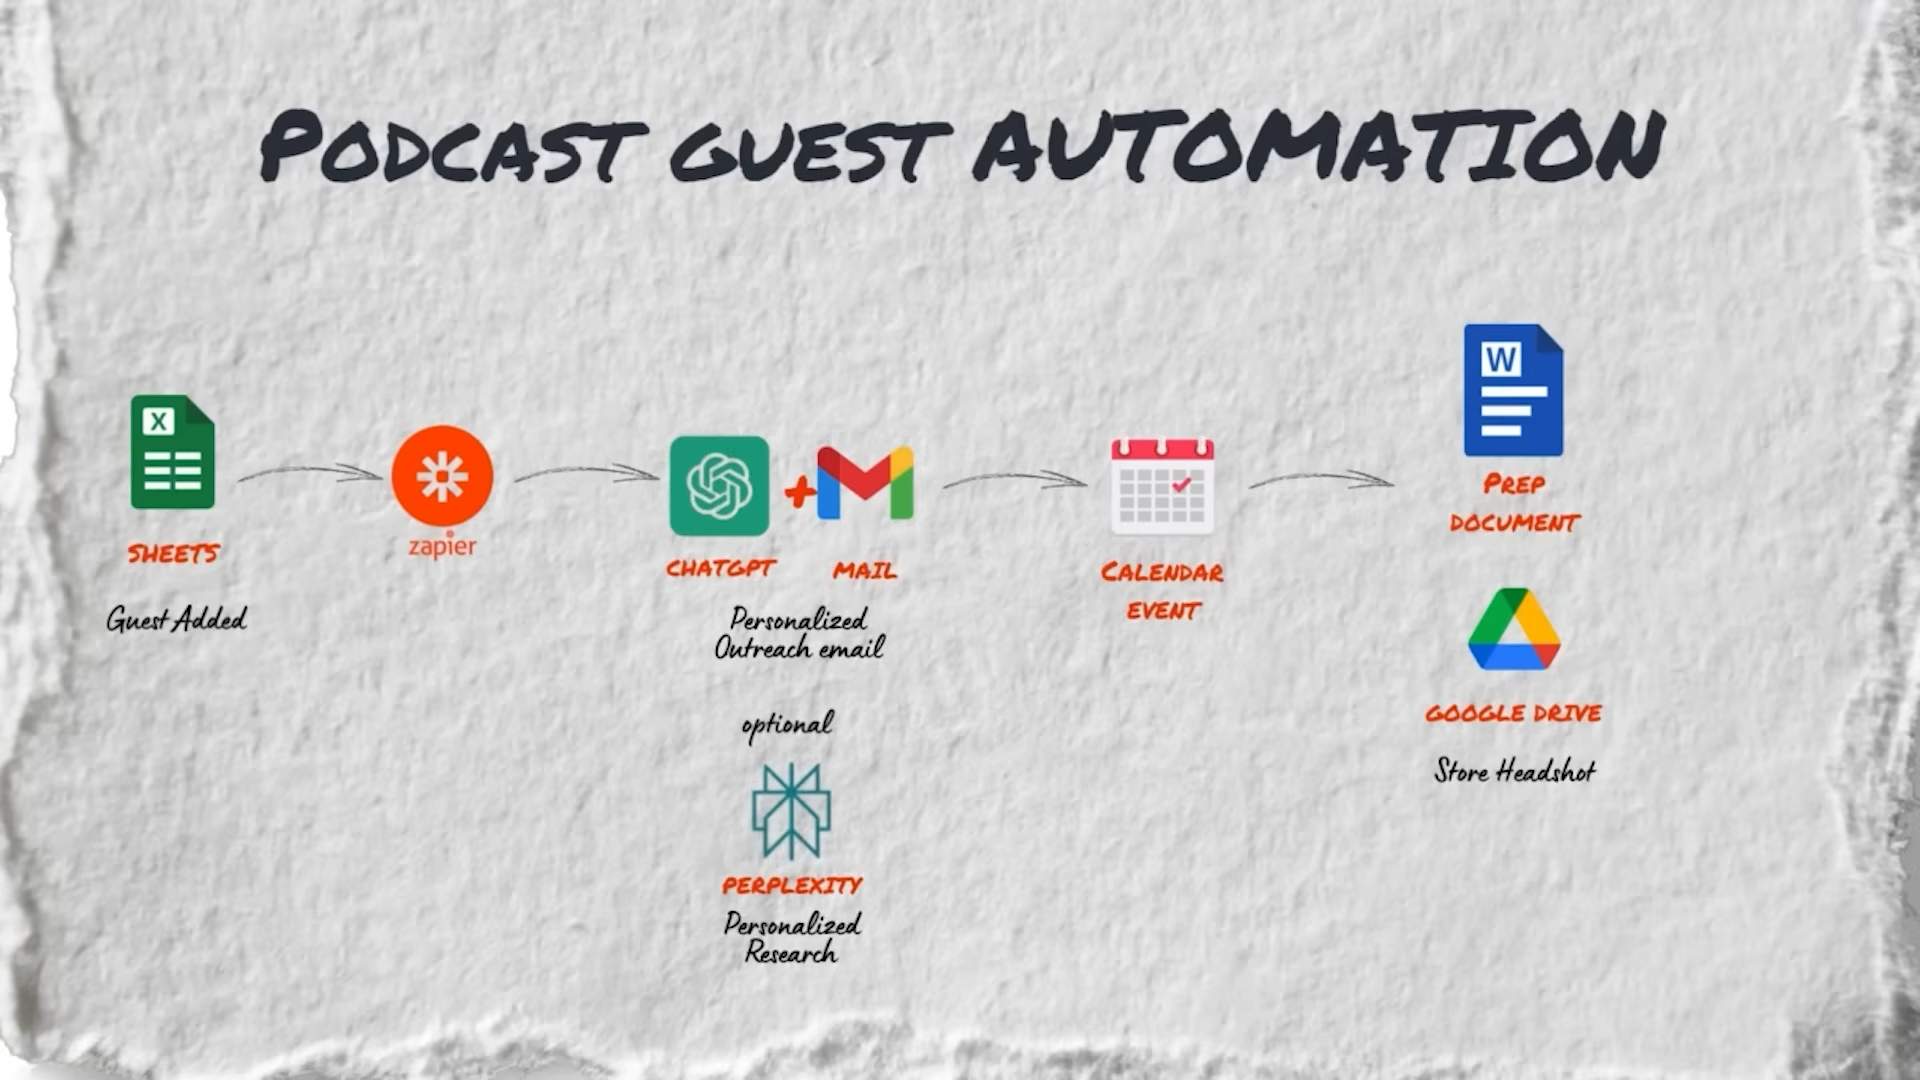 PODCAST GUEST AUTOMATION
X
SHEETS
Guest Added
zapier
CHATGPT
+
MAIL
Personalized
Outreach email
optional
PERPLEXITY
Personalized
Research
CALENDAR
EVENT
W
PREP
DOCUMENT
GOOGLE DRIVE
Store Headshot